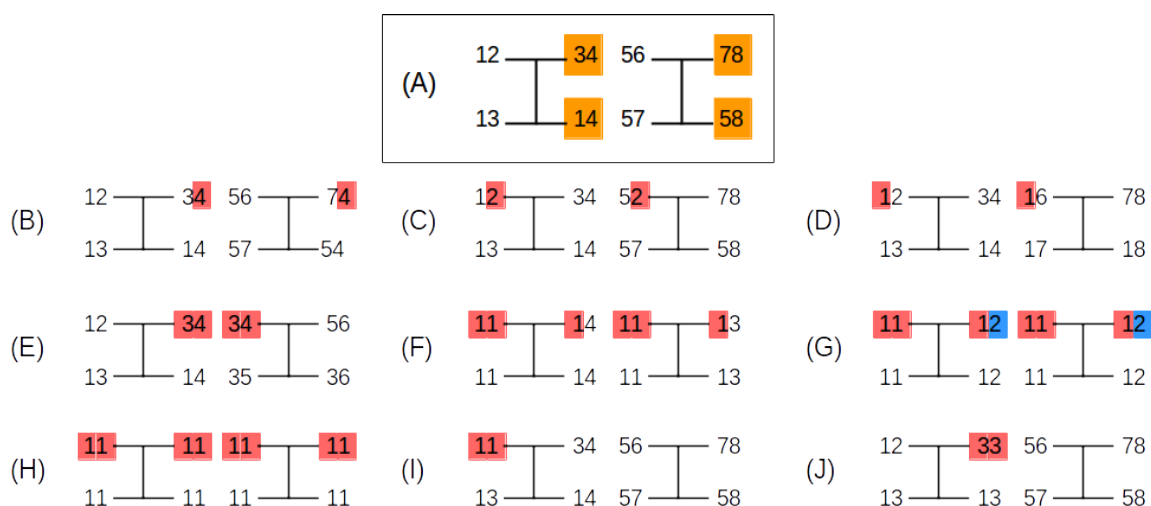 (A) 12 34 56 78
13 14 57 58
(B) 12 34 56 74
13 14 57 54
(C) 12 34 52 78
13 14 57 58
(D) 12 34 16 78
13 14 17 18
(E) 12 34 34 56
13 14 35 36
(F) 11 14 11 13
11 14 11 13
(G) 11 12 11 12
11 12 11 12
(H) 11 11 11 11
11 11 11 11
(I) 11 34 56 78
13 14 57 58
(J) 12 33 56 78
13 13 57 58